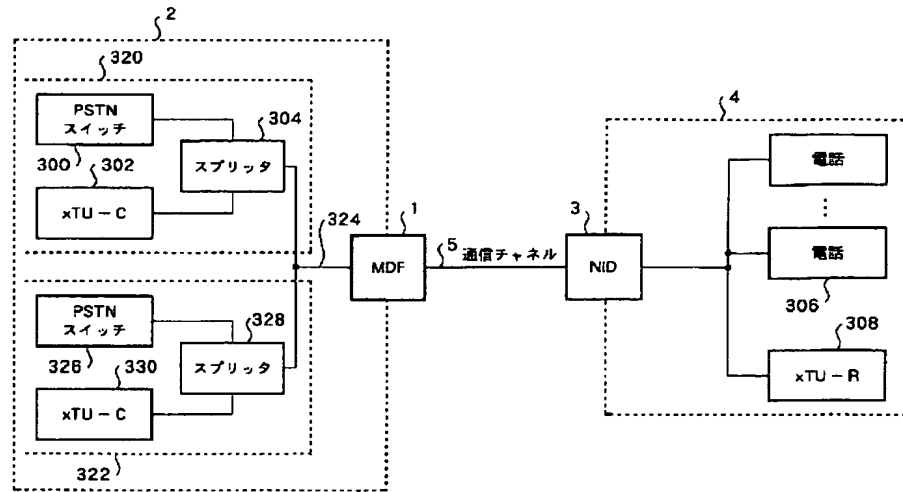 2
320
PSTN
スイッチ
300
302
xTU-C
304
スプリッタ
324
1
MDF
5
通信チャネル
3
NID
4
電話
⋮
電話
306
308
xTU-R
PSTN
スイッチ
326
330
xTU-C
328
スプリッタ
322